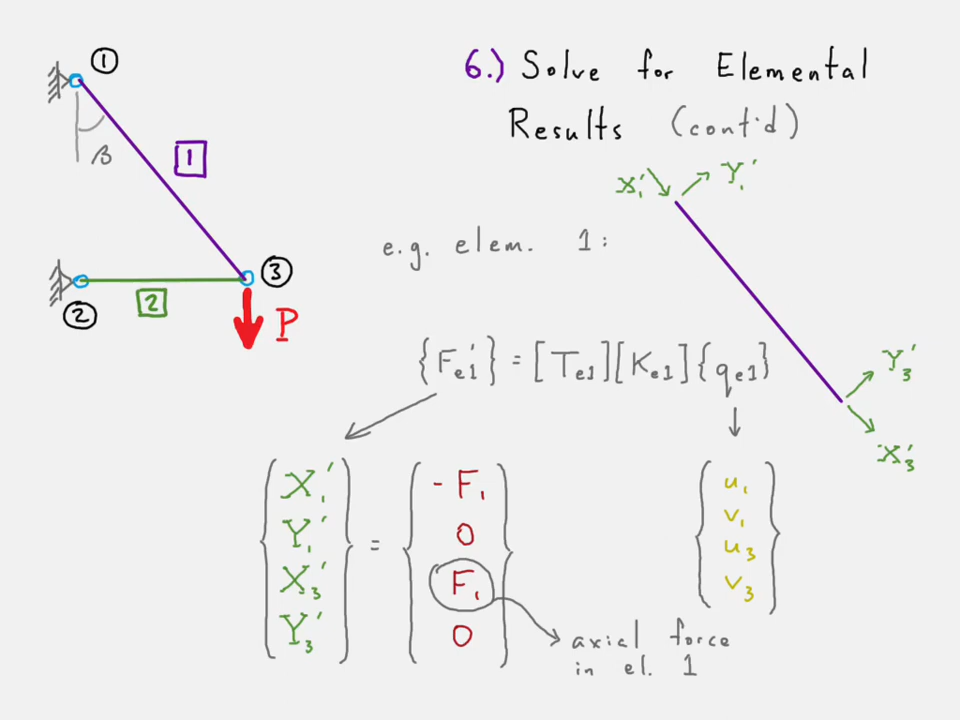 ①
6.) Solve for Elemental
Results (cont'd)
β
1
X₁' Y₁'
e.g. elem. 1:
③
②
2
P
{Fₑ₁'} = [Tₑ₁][Kₑ₁]{qₑ₁}
Y₃'
X₃'
X₁' - F₁ u₁
Y₁' 0 v₁
=
X₃' F₁ u₃
Y₃' 0 v₃
axial force
in el. 1